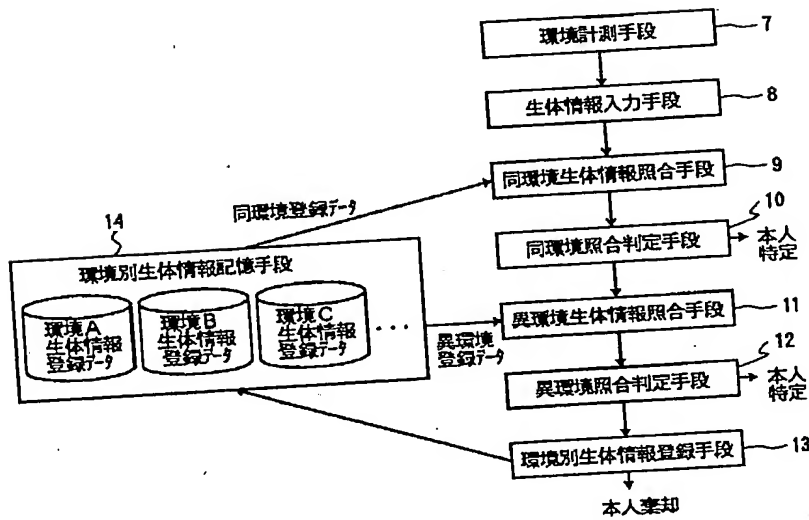 環境計測手段
7
生体情報入力手段
8
同環境生体情報照合手段
9
同環境登録データ
14
環境別生体情報記憶手段
環境A
生体情報
登録データ
環境B
生体情報
登録データ
環境C
生体情報
登録データ
・・・
同環境照合判定手段
10
本人
特定
異環境生体情報照合手段
11
異環境
登録データ
異環境照合判定手段
12
本人
特定
環境別生体情報登録手段
13
本人棄却